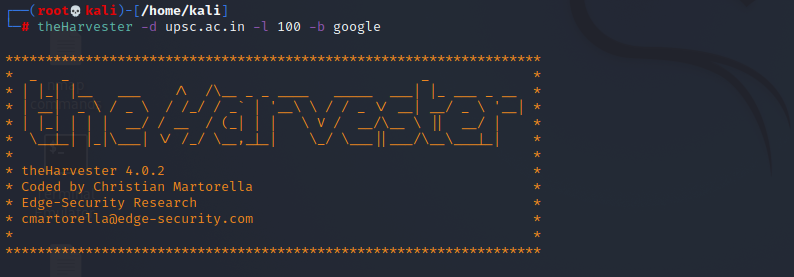 ┌──(root💀kali)-[/home/kali]
└─# theHarvester -d upsc.ac.in -l 100 -b google
*******************************************************************
*  _   _                                            _             *
* | |_| |__   ___    /\  /\__ _ _ ____   _____  ___| |_ ___ _ __  *
* | __|  _ \ / _ \  / /_/ / _` | '__\ \ / / _ \/ __| __/ _ \ '__| *
* | |_| | | |  __/ / __  / (_| | |   \ V /  __/\__ \ ||  __/ |    *
*  \__|_| |_|\___| \/ /_/ \__,_|_|    \_/ \___||___/\__\___|_|    *
*                                                                 *
* theHarvester 4.0.2                                              *
* Coded by Christian Martorella                                   *
* Edge-Security Research                                          *
* cmartorella@edge-security.com                                   *
*                                                                 *
*******************************************************************